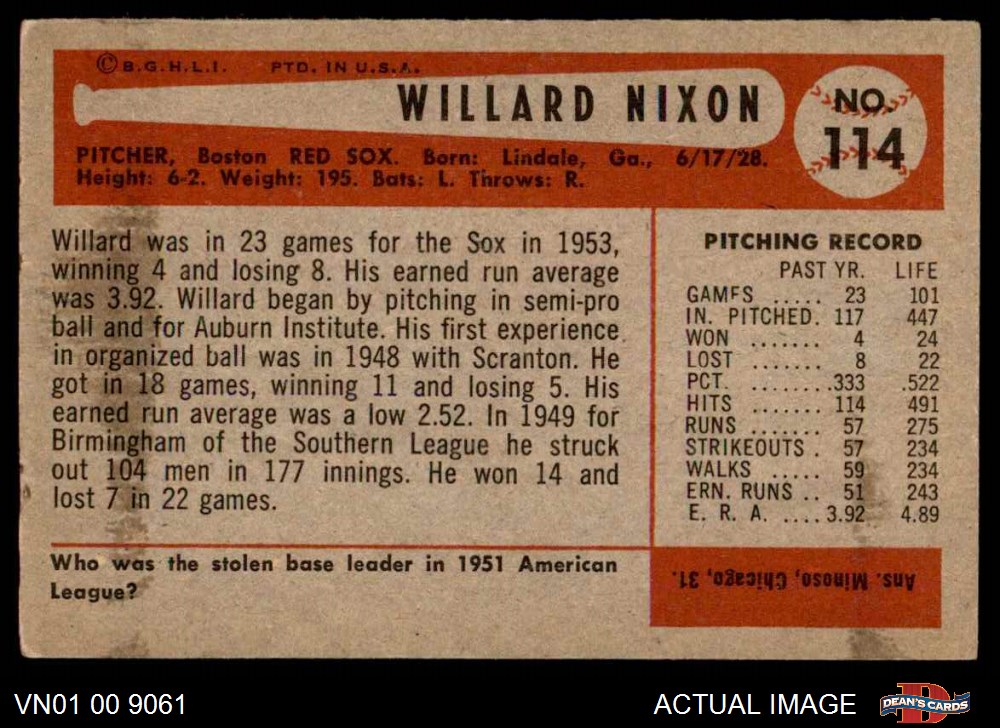 © B.G.H.L.I. PTD. IN U.S.A.
WILLARD NIXON
NO.
114
PITCHER, Boston RED SOX. Born: Lindale, Ga., 6/17/28.
Height: 6-2. Weight: 195. Bats: L. Throws: R.
Willard was in 23 games for the Sox in 1953,
winning 4 and losing 8. His earned run average
was 3.92. Willard began by pitching in semi-pro
ball and for Auburn Institute. His first experience
in organized ball was in 1948 with Scranton. He
got in 18 games, winning 11 and losing 5. His
earned run average was a low 2.52. In 1949 for
Birmingham of the Southern League he struck
out 104 men in 177 innings. He won 14 and
lost 7 in 22 games.
PITCHING RECORD
PAST YR. LIFE
GAMES ..... 23 101
IN. PITCHED. 117 447
WON ....... 4 24
LOST ....... 8 22
PCT. ........ .333 .522
HITS ....... 114 491
RUNS ....... 57 275
STRIKEOUTS . 57 234
WALKS ..... 59 234
ERN. RUNS .. 51 243
E. R. A. .... 3.92 4.89
Who was the stolen base leader in 1951 American
League?
Ans. Minoso, Chicago, 31.
VN01 00 9061
ACTUAL IMAGE
D
DEAN'S CARDS